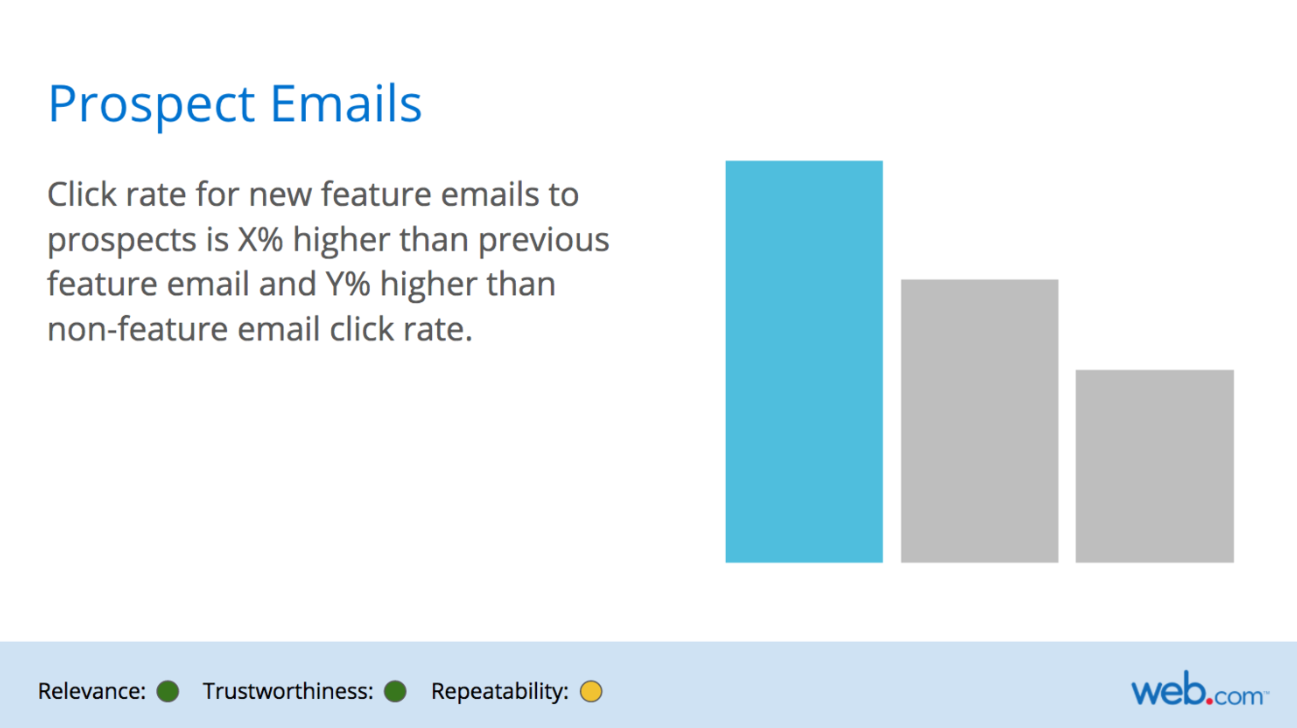 Prospect Emails
Click rate for new feature emails to
prospects is X% higher than previous
feature email and Y% higher than
non-feature email click rate.
Relevance: Trustworthiness: Repeatability:
web.com™